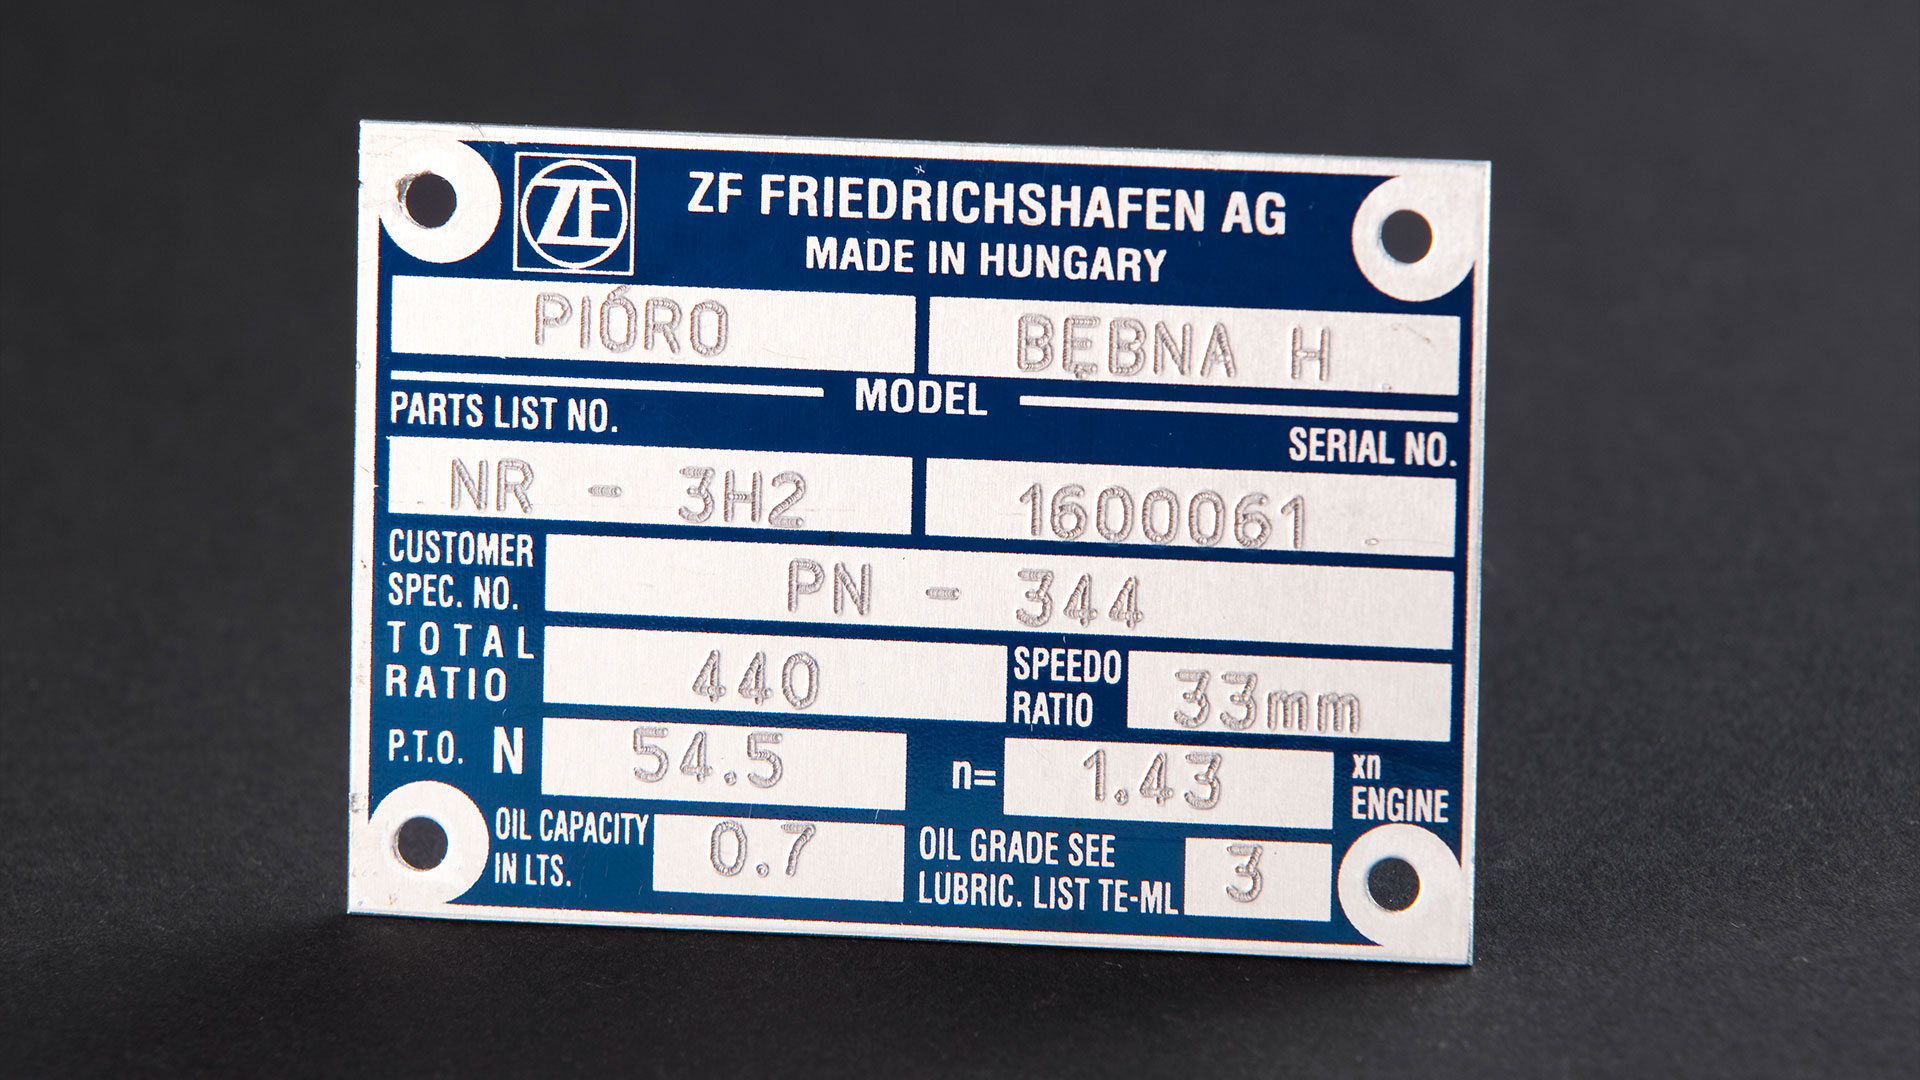 ZF
ZF FRIEDRICHSHAFEN AG
MADE IN HUNGARY
PIÓRO BĘBNA H
MODEL
PARTS LIST NO. SERIAL NO.
NR - 3H2 1600061
CUSTOMER SPEC. NO. PN - 344
TOTAL RATIO 440 SPEEDO RATIO 33mm
P.T.O. N 54.5 n= 1.43 xn ENGINE
OIL CAPACITY IN LTS. 0.7 OIL GRADE SEE LUBRIC. LIST TE-ML 3